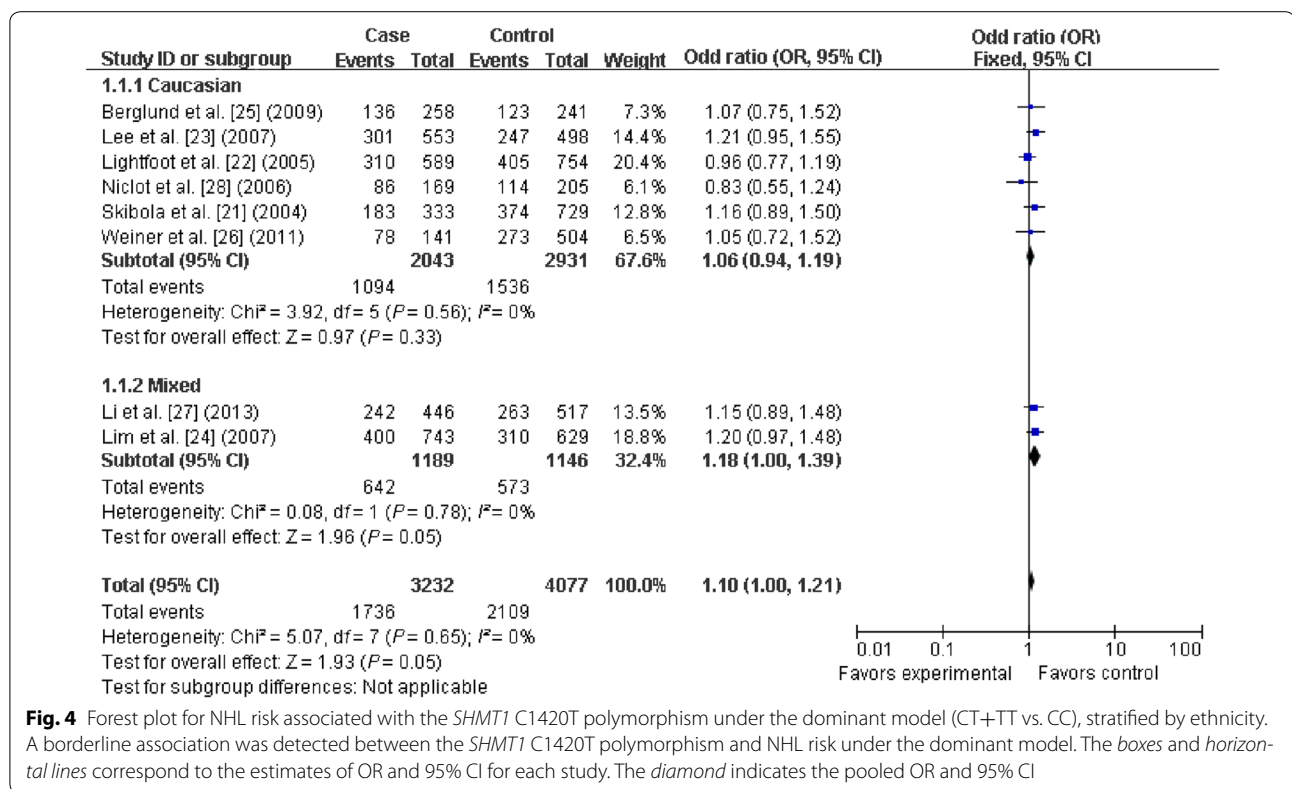 Case Control Odd ratio (OR)
Study ID or subgroup Events Total Events Total Weight Odd ratio (OR, 95% CI) Fixed, 95% CI
1.1.1 Caucasian
Berglund et al. [25] (2009) 136 258 123 241 7.3% 1.07 (0.75, 1.52)
Lee et al. [23] (2007) 301 553 247 498 14.4% 1.21 (0.95, 1.55)
Lightfoot et al. [22] (2005) 310 589 405 754 20.4% 0.96 (0.77, 1.19)
Niclot et al. [28] (2006) 86 169 114 205 6.1% 0.83 (0.55, 1.24)
Skibola et al. [21] (2004) 183 333 374 729 12.8% 1.16 (0.89, 1.50)
Weiner et al. [26] (2011) 78 141 273 504 6.5% 1.05 (0.72, 1.52)
Subtotal (95% CI) 2043 2931 67.6% 1.06 (0.94, 1.19)
Total events 1094 1536
Heterogeneity: Chi² = 3.92, df = 5 (P = 0.56); I² = 0%
Test for overall effect: Z = 0.97 (P = 0.33)
1.1.2 Mixed
Li et al. [27] (2013) 242 446 263 517 13.5% 1.15 (0.89, 1.48)
Lim et al. [24] (2007) 400 743 310 629 18.8% 1.20 (0.97, 1.48)
Subtotal (95% CI) 1189 1146 32.4% 1.18 (1.00, 1.39)
Total events 642 573
Heterogeneity: Chi² = 0.08, df = 1 (P = 0.78); I² = 0%
Test for overall effect: Z = 1.96 (P = 0.05)
Total (95% CI) 3232 4077 100.0% 1.10 (1.00, 1.21)
Total events 1736 2109
Heterogeneity: Chi² = 5.07, df = 7 (P = 0.65); I² = 0%
Test for overall effect: Z = 1.93 (P = 0.05)
Test for subgroup differences: Not applicable
0.01 0.1 1 10 100
Favors experimental Favors control
Fig. 4 Forest plot for NHL risk associated with the SHMT1 C1420T polymorphism under the dominant model (CT+TT vs. CC), stratified by ethnicity.
A borderline association was detected between the SHMT1 C1420T polymorphism and NHL risk under the dominant model. The boxes and horizon-
tal lines correspond to the estimates of OR and 95% CI for each study. The diamond indicates the pooled OR and 95% CI